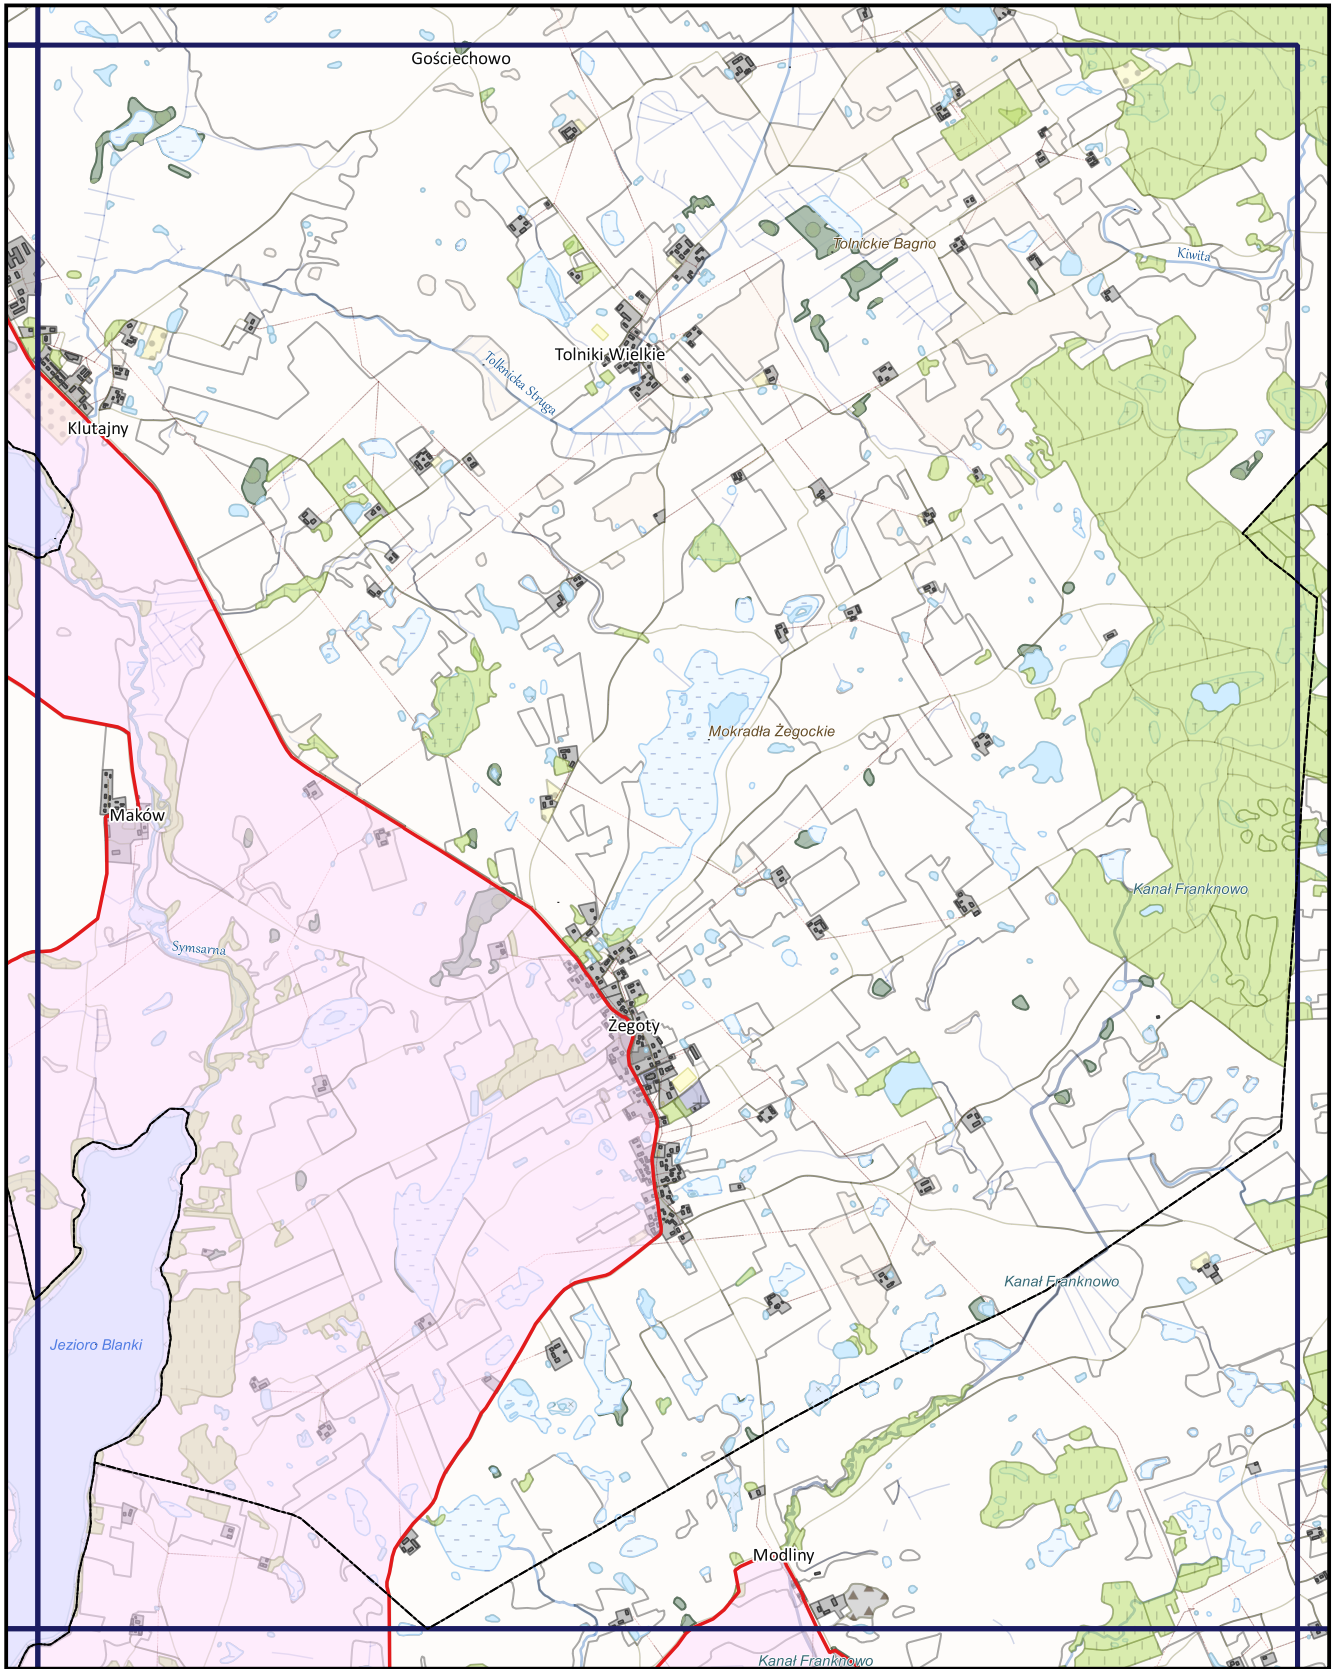 Gościechowo
Tolnickie Bagno
Kiwita
Tolniki Wielkie
Tolknicka Struga
Klutajny
Mokradła Żegockie
Maków
Kanał Franknowo
Symsarna
Żegoty
Kanał Franknowo
Jezioro Blanki
Modliny
Kanał Franknowo